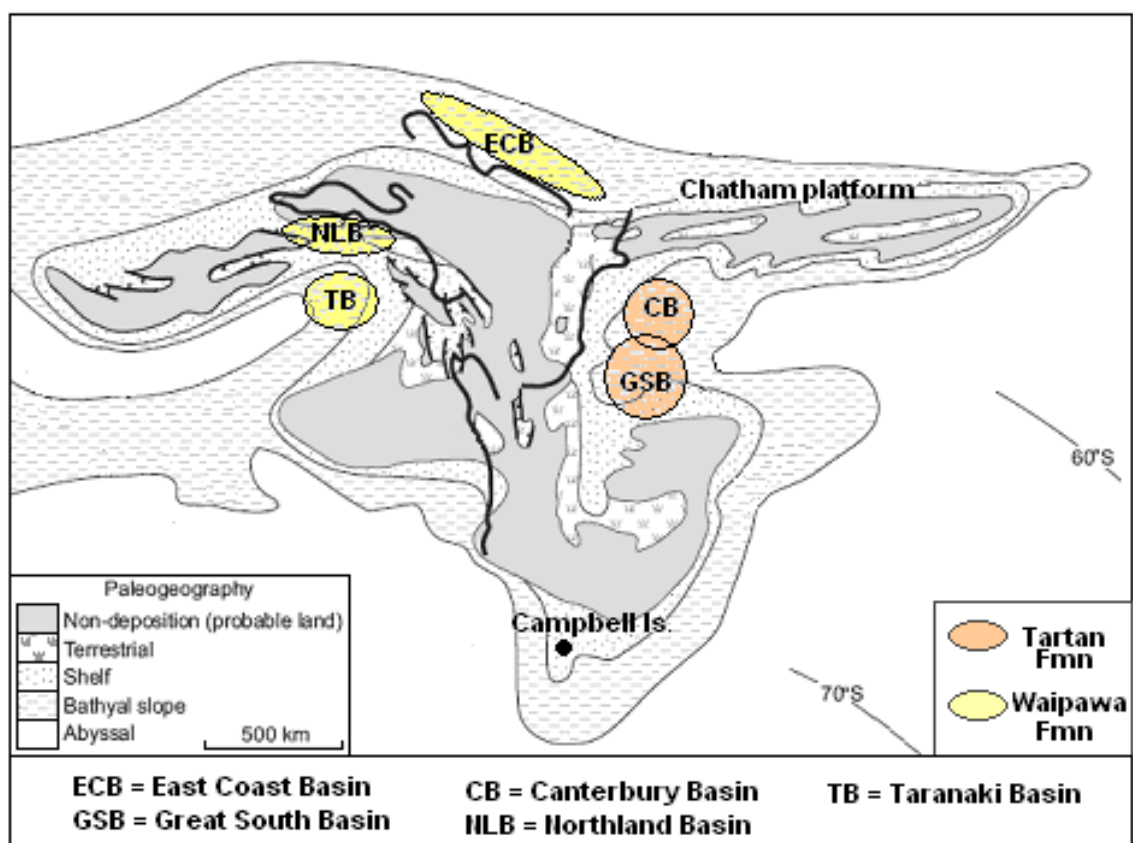 ECB
Chatham platform
NLB
TB
CB
GSB
60°S
Paleogeography
Non-deposition (probable land)
Terrestrial
Shelf
Bathyal slope
Abyssal
500 km
Campbell Is.
70°S
Tartan
Fmn
Waipawa
Fmn
ECB = East Coast Basin
CB = Canterbury Basin
TB = Taranaki Basin
GSB = Great South Basin
NLB = Northland Basin